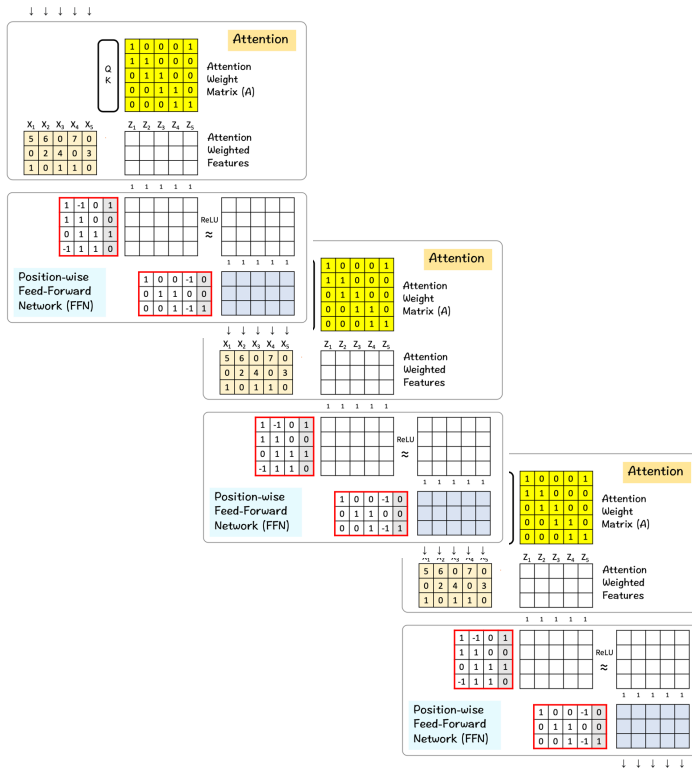 ↓ ↓ ↓ ↓ ↓
Attention
Q
K
1 0 0 0 1
1 1 0 0 0
0 1 1 0 0
0 0 1 1 0
0 0 0 1 1
Attention
Weight
Matrix (A)
X₁ X₂ X₃ X₄ X₅
5 6 0 7 0
0 2 4 0 3
1 0 1 1 0
Z₁ Z₂ Z₃ Z₄ Z₅
Attention
Weighted
Features
1 1 1 1 1
1 -1 0 1
1 1 0 0
0 1 1 1
-1 1 1 0
ReLU
≈
1 1 1 1 1
Position-wise
Feed-Forward
Network (FFN)
1 0 0 -1 0
0 1 1 0 0
0 0 1 -1 1
Attention
1 0 0 0 1
1 1 0 0 0
0 1 1 0 0
0 0 1 1 0
0 0 0 1 1
Attention
Weight
Matrix (A)
↓ ↓ ↓ ↓ ↓
X₁ X₂ X₃ X₄ X₅
5 6 0 7 0
0 2 4 0 3
1 0 1 1 0
Z₁ Z₂ Z₃ Z₄ Z₅
Attention
Weighted
Features
1 1 1 1 1
1 -1 0 1
1 1 0 0
0 1 1 1
-1 1 1 0
ReLU
≈
1 1 1 1 1
Position-wise
Feed-Forward
Network (FFN)
1 0 0 -1 0
0 1 1 0 0
0 0 1 -1 1
Attention
1 0 0 0 1
1 1 0 0 0
0 1 1 0 0
0 0 1 1 0
0 0 0 1 1
Attention
Weight
Matrix (A)
↓ ↓ ↓ ↓ ↓
X₁ X₂ X₃ X₄ X₅
5 6 0 7 0
0 2 4 0 3
1 0 1 1 0
Z₁ Z₂ Z₃ Z₄ Z₅
Attention
Weighted
Features
1 1 1 1 1
1 -1 0 1
1 1 0 0
0 1 1 1
-1 1 1 0
ReLU
≈
1 1 1 1 1
Position-wise
Feed-Forward
Network (FFN)
1 0 0 -1 0
0 1 1 0 0
0 0 1 -1 1
↓ ↓ ↓ ↓ ↓